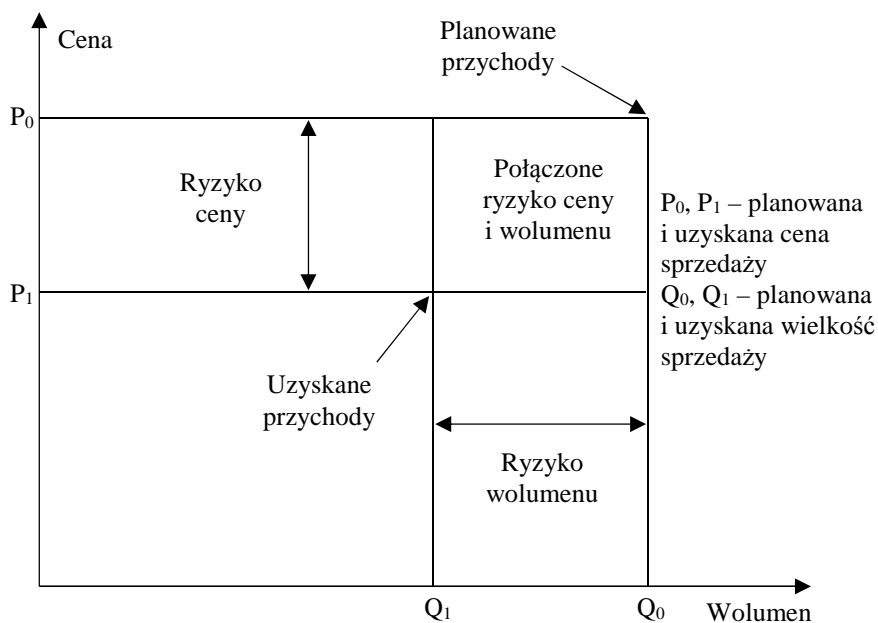 Cena
Planowane
przychody
P₀
Ryzyko
ceny
Połączone
ryzyko ceny
i wolumenu
P₀, P₁ – planowana
i uzyskana cena
sprzedaży
Q₀, Q₁ – planowana
i uzyskana wielkość
sprzedaży
P₁
Uzyskane
przychody
Ryzyko
wolumenu
Q₁
Q₀
Wolumen